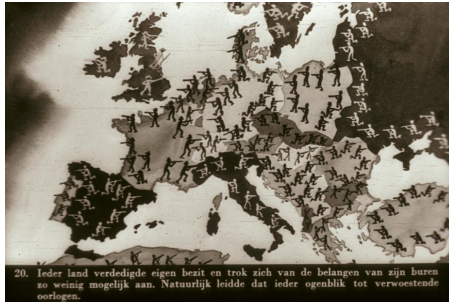 20. Ieder land verdedigde eigen bezit en trok zich van de belangen van zijn buren
zo weinig mogelijk aan. Natuurlijk leidde dat ieder ogenblik tot verwoestende
oorlogen.